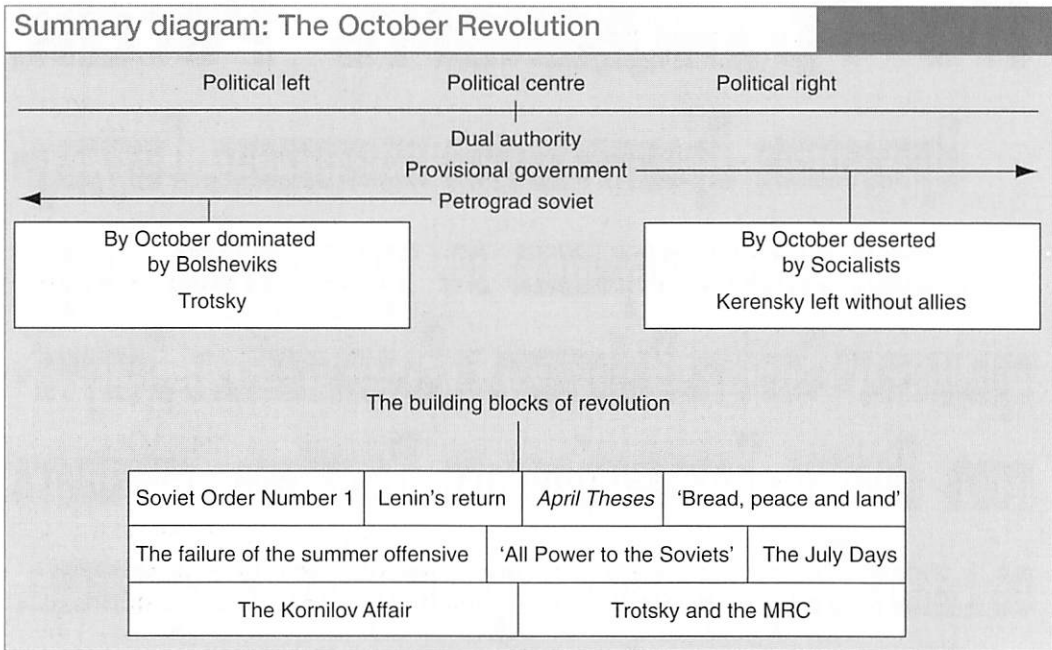 Summary diagram: The October Revolution
Political left
Political centre
Political right
Dual authority
Provisional government
Petrograd soviet
By October dominated
by Bolsheviks
Trotsky
By October deserted
by Socialists
Kerensky left without allies
The building blocks of revolution
Soviet Order Number 1
Lenin's return
April Theses
'Bread, peace and land'
The failure of the summer offensive
'All Power to the Soviets'
The July Days
The Kornilov Affair
Trotsky and the MRC